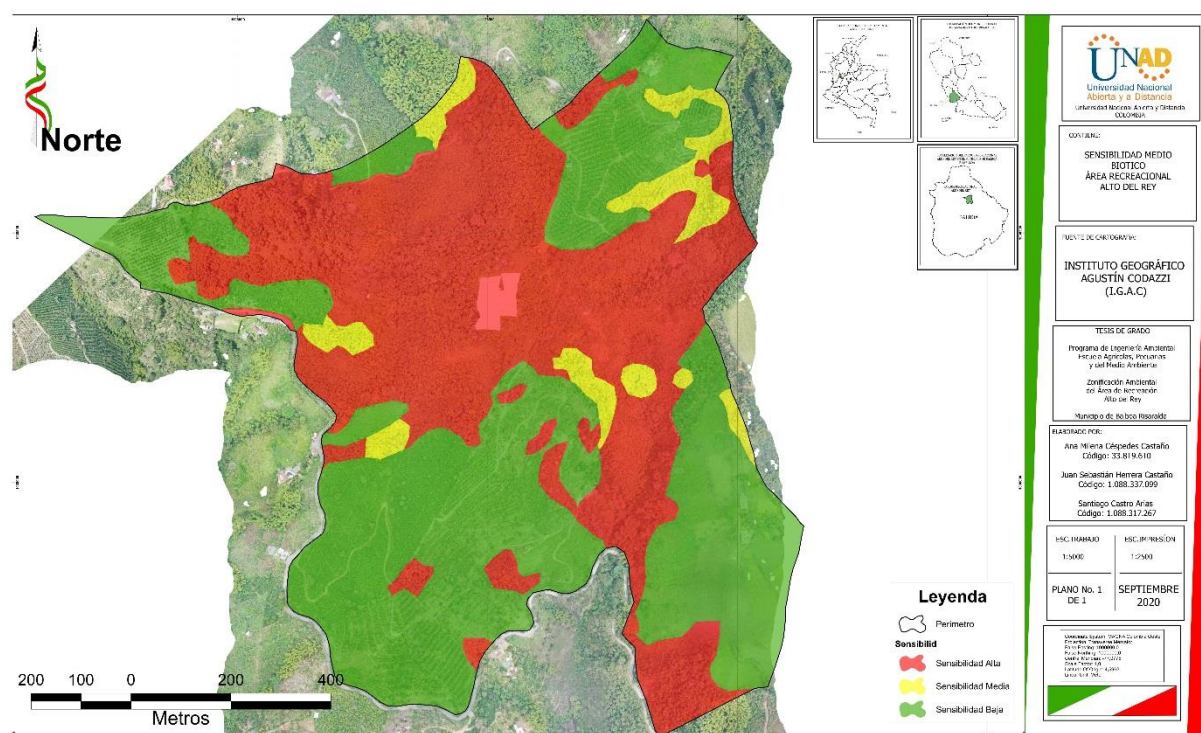 Norte
UNAD
Universidad Nacional
Abierta y a Distancia
Universidad Nacional Abierta y a Distancia
COLOMBIA
CONTIENE:
SENSIBILIDAD MEDIO
BIOTICO
ÁREA RECREACIONAL
ALTO DEL REY
FUENTE DE CARTOGRAFIA:
INSTITUTO GEOGRÁFICO
AGUSTÍN CODAZZI
(I.G.A.C)
TESIS DE GRADO
Programa de Ingeniería Ambiental
Escuela Agrícolas, Pecuarias
y del Medio Ambiente
Zonificación Ambiental
del Área de Recreación
Alto del Rey
Municipio de Balboa Risaralda
ELABORADO POR:
Ana Milena Céspedes Castaño
Código: 33.819.610
Juan Sebastián Herrera Castaño
Código: 1.088.337.099
Santiago Castro Arias
Código: 1.088.317.267
ESC.TRABAJO
1:5000
ESC.IMPRESIÓN
1:2500
PLANO No. 1
DE 1
SEPTIEMBRE
2020
Leyenda
Perimetro
Sensibilid
Sensibilidad Alta
Sensibilidad Media
Sensibilidad Baja
200 100 0 200 400
Metros